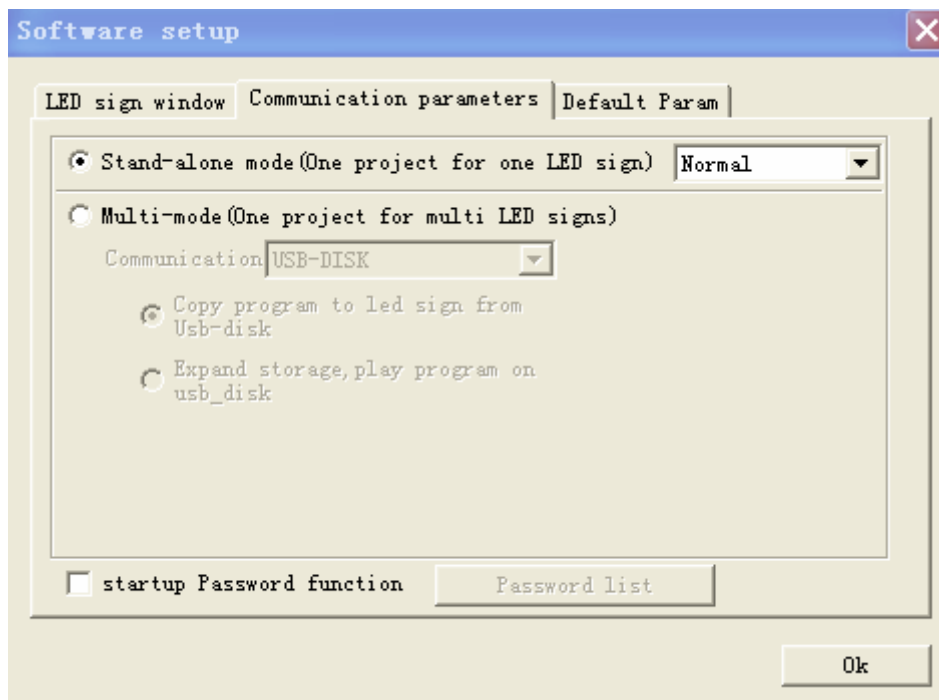 Software setup
LED sign window Communication parameters Default Param
Stand-alone mode(One project for one LED sign) Normal
Multi-mode(One project for multi LED signs)
Communication USB-DISK
Copy program to led sign from
Usb-disk
Expand storage,play program on
usb_disk
startup Password function Password list
Ok